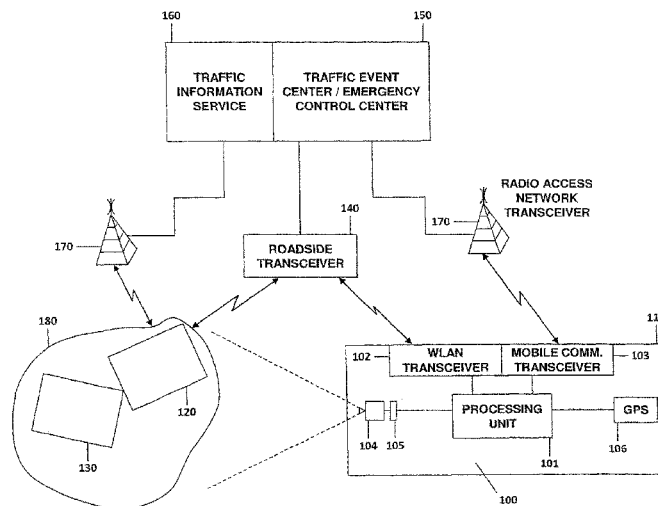 160
150
TRAFFIC
INFORMATION
SERVICE
TRAFFIC EVENT
CENTER / EMERGENCY
CONTROL CENTER
RADIO ACCESS
NETWORK
TRANSCEIVER
140
170
170
ROADSIDE
TRANSCEIVER
180
11
102
WLAN
TRANSCEIVER
MOBILE COMM.
TRANSCEIVER
103
PROCESSING
UNIT
GPS
120
104
105
106
130
101
100